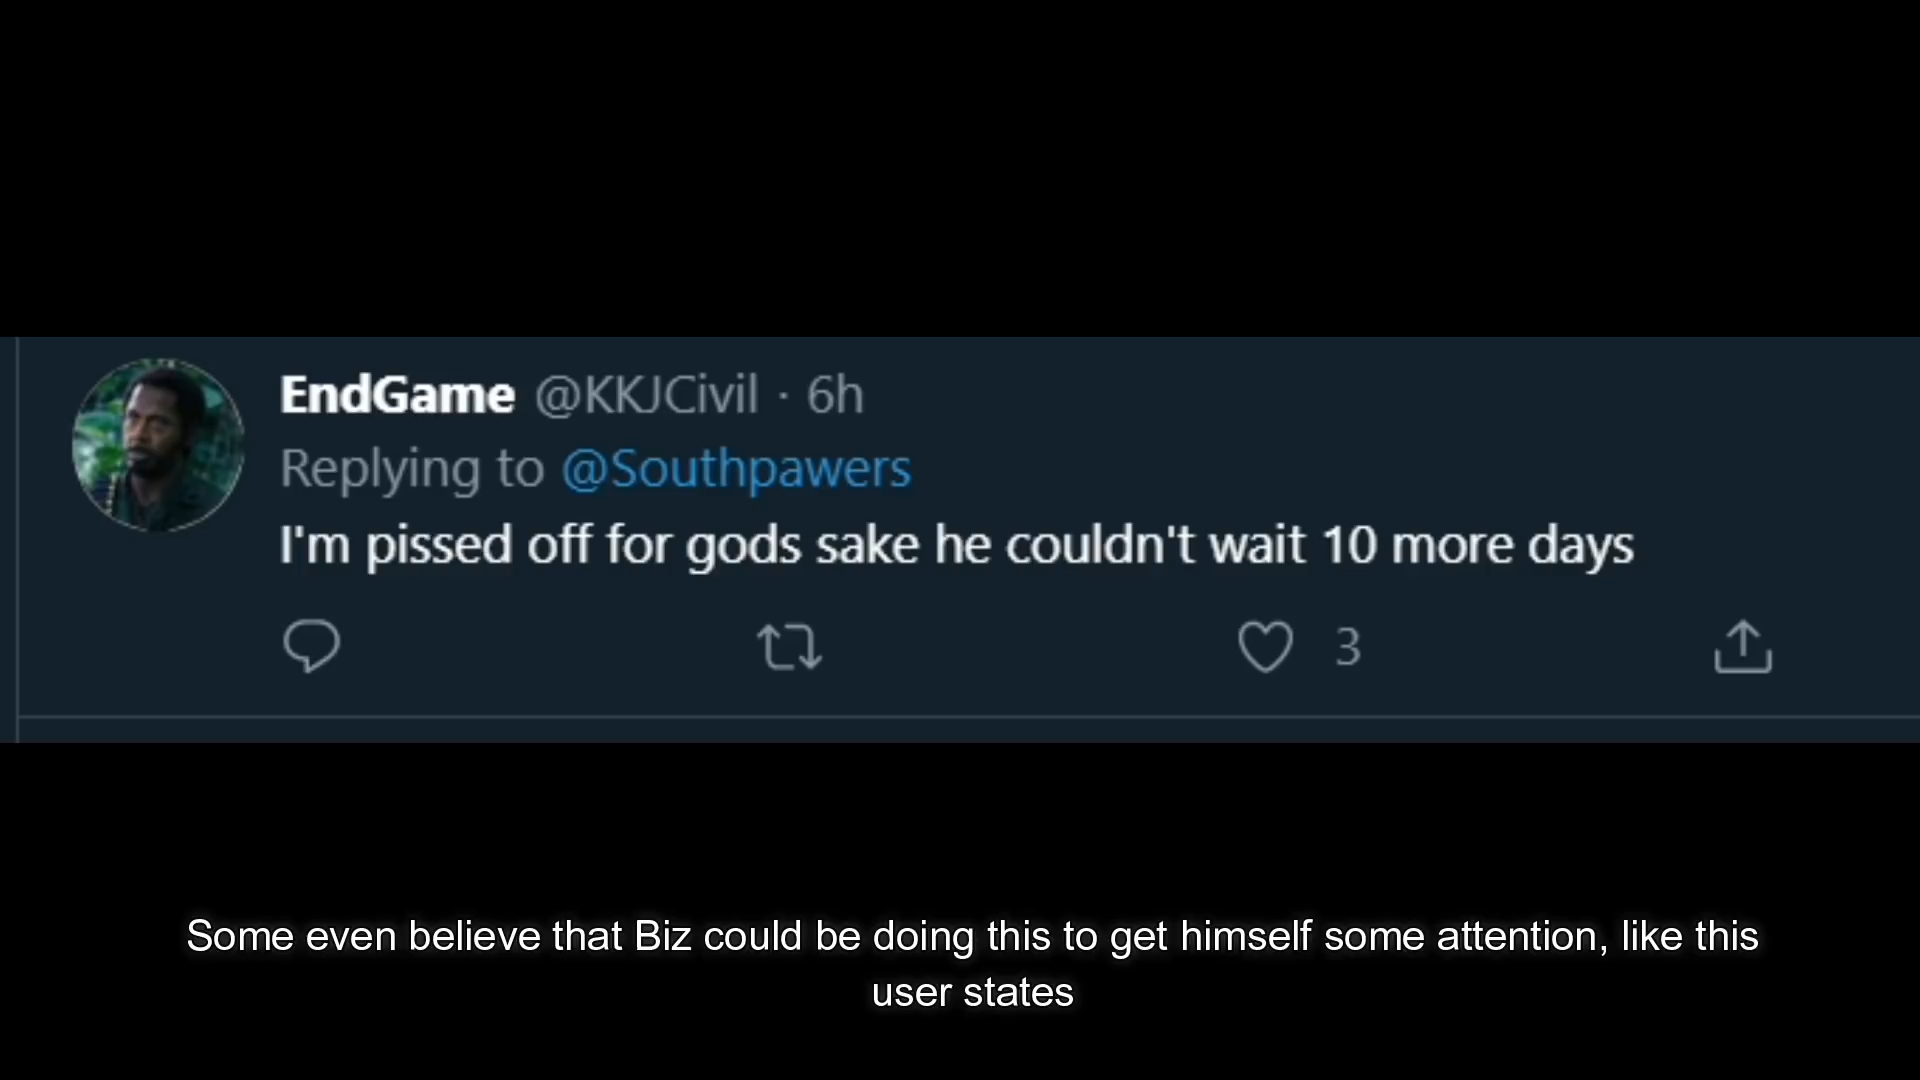 EndGame @KKJCivil · 6h
Replying to @Southpawers
I'm pissed off for gods sake he couldn't wait 10 more days
3
Some even believe that Biz could be doing this to get himself some attention, like this
user states